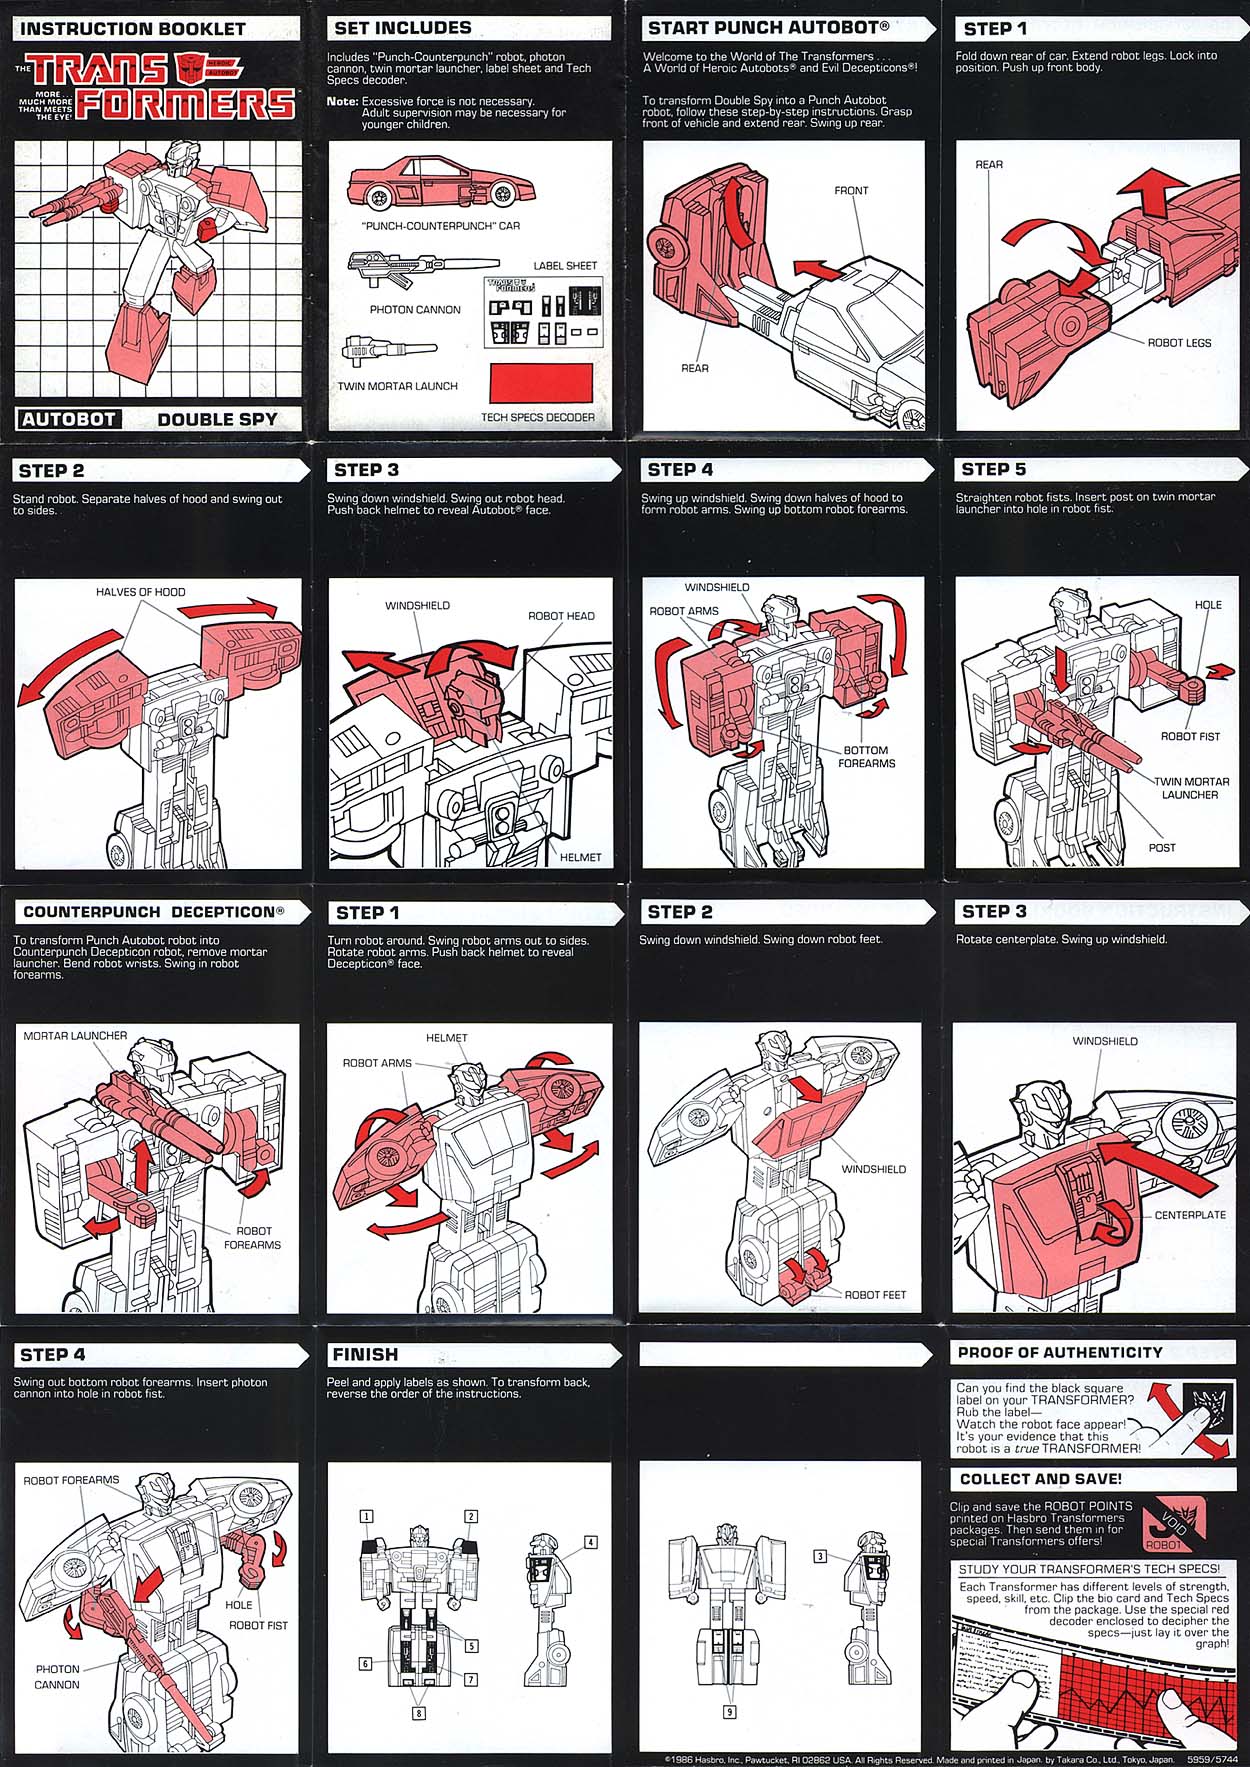 INSTRUCTION BOOKLET
THE TRANSFORMERS
HEROIC
AUTOBOT
MORE...
MUCH MORE
THAN MEETS
THE EYE!
AUTOBOT DOUBLE SPY
SET INCLUDES
Includes "Punch-Counterpunch" robot, photon
cannon, twin mortar launcher, label sheet and Tech
Specs decoder.
Note: Excessive force is not necessary.
Adult supervision may be necessary for
younger children.
"PUNCH-COUNTERPUNCH" CAR
LABEL SHEET
TRANSFORMERS
PHOTON CANNON
TWIN MORTAR LAUNCH
TECH SPECS DECODER
START PUNCH AUTOBOT®
Welcome to the World of The Transformers . . .
A World of Heroic Autobots® and Evil Decepticons®!
To transform Double Spy into a Punch Autobot
robot, follow these step-by-step instructions. Grasp
front of vehicle and extend rear. Swing up rear.
FRONT
REAR
STEP 1
Fold down rear of car. Extend robot legs. Lock into
position. Push up front body.
REAR
ROBOT LEGS
STEP 2
Stand robot. Separate halves of hood and swing out
to sides.
HALVES OF HOOD
STEP 3
Swing down windshield. Swing out robot head.
Push back helmet to reveal Autobot® face.
WINDSHIELD
ROBOT HEAD
HELMET
STEP 4
Swing up windshield. Swing down halves of hood to
form robot arms. Swing up bottom robot forearms.
WINDSHIELD
ROBOT ARMS
BOTTOM
FOREARMS
STEP 5
Straighten robot fists. Insert post on twin mortar
launcher into hole in robot fist.
HOLE
ROBOT FIST
TWIN MORTAR
LAUNCHER
POST
COUNTERPUNCH DECEPTICON®
To transform Punch Autobot robot into
Counterpunch Decepticon robot, remove mortar
launcher. Bend robot wrists. Swing in robot
forearms.
MORTAR LAUNCHER
ROBOT
FOREARMS
STEP 1
Turn robot around. Swing robot arms out to sides.
Rotate robot arms. Push back helmet to reveal
Decepticon® face.
HELMET
ROBOT ARMS
STEP 2
Swing down windshield. Swing down robot feet.
WINDSHIELD
ROBOT FEET
STEP 3
Rotate centerplate. Swing up windshield.
WINDSHIELD
CENTERPLATE
STEP 4
Swing out bottom robot forearms. Insert photon
cannon into hole in robot fist.
ROBOT FOREARMS
HOLE
ROBOT FIST
PHOTON
CANNON
FINISH
Peel and apply labels as shown. To transform back,
reverse the order of the instructions.
1
2
4
5
6
7
8
3
9
PROOF OF AUTHENTICITY
Can you find the black square
label on your TRANSFORMER?
Rub the label—
Watch the robot face appear!
It's your evidence that this
robot is a true TRANSFORMER!
COLLECT AND SAVE!
Clip and save the ROBOT POINTS
printed on Hasbro Transformers
packages. Then send them in for
special Transformers offers!
VOID
ROBOT
STUDY YOUR TRANSFORMER'S TECH SPECS!
Each Transformer has different levels of strength,
speed, skill, etc. Clip the bio card and Tech Specs
from the package. Use the special red
decoder enclosed to decipher the
specs—just lay it over the
graph!
©1986 Hasbro, Inc., Pawtucket, RI 02862 USA. All Rights Reserved. Made and printed in Japan. by Takara Co., Ltd., Tokyo, Japan. 5959/5744